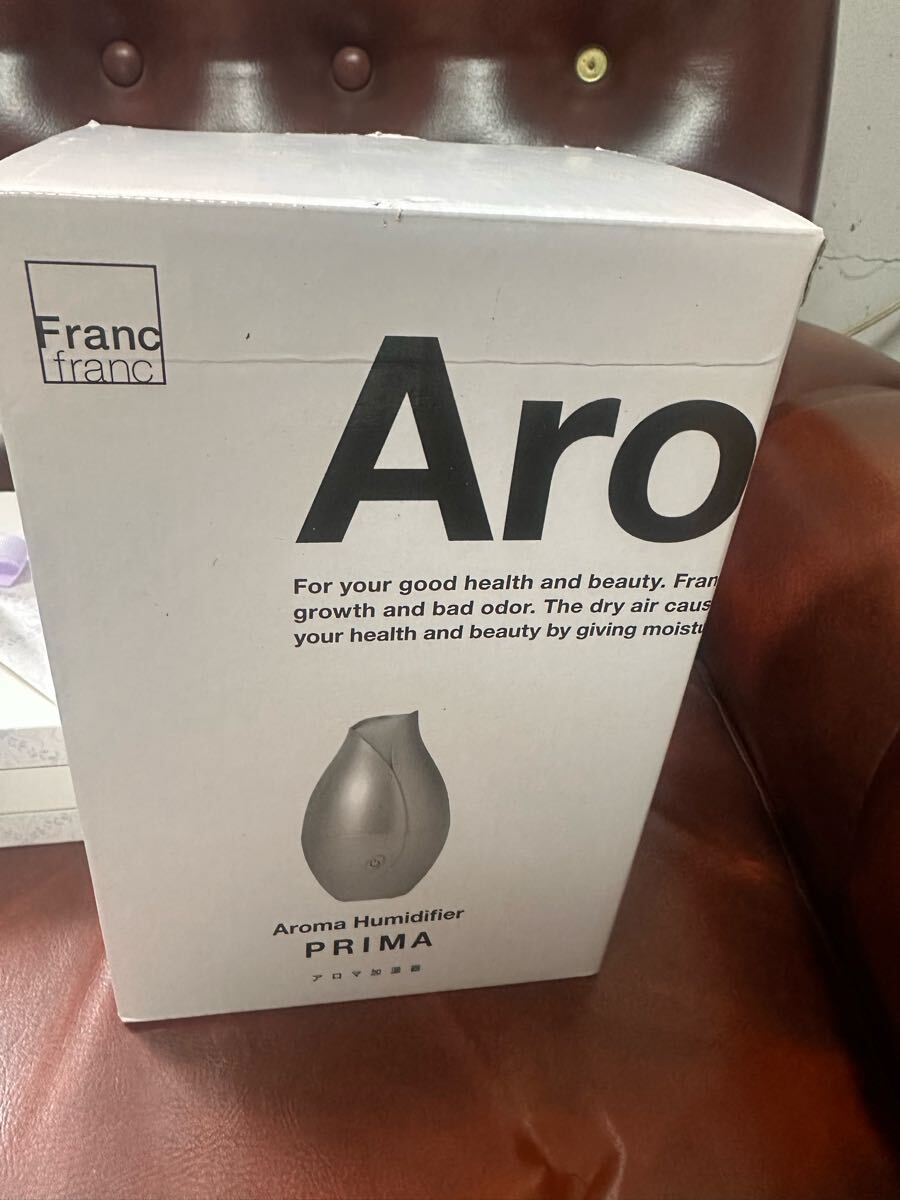 Franc
franc
Aro
For your good health and beauty. Fran
growth and bad odor. The dry air caus
your health and beauty by giving moistu
Aroma Humidifier
PRIMA
アロマ加湿器